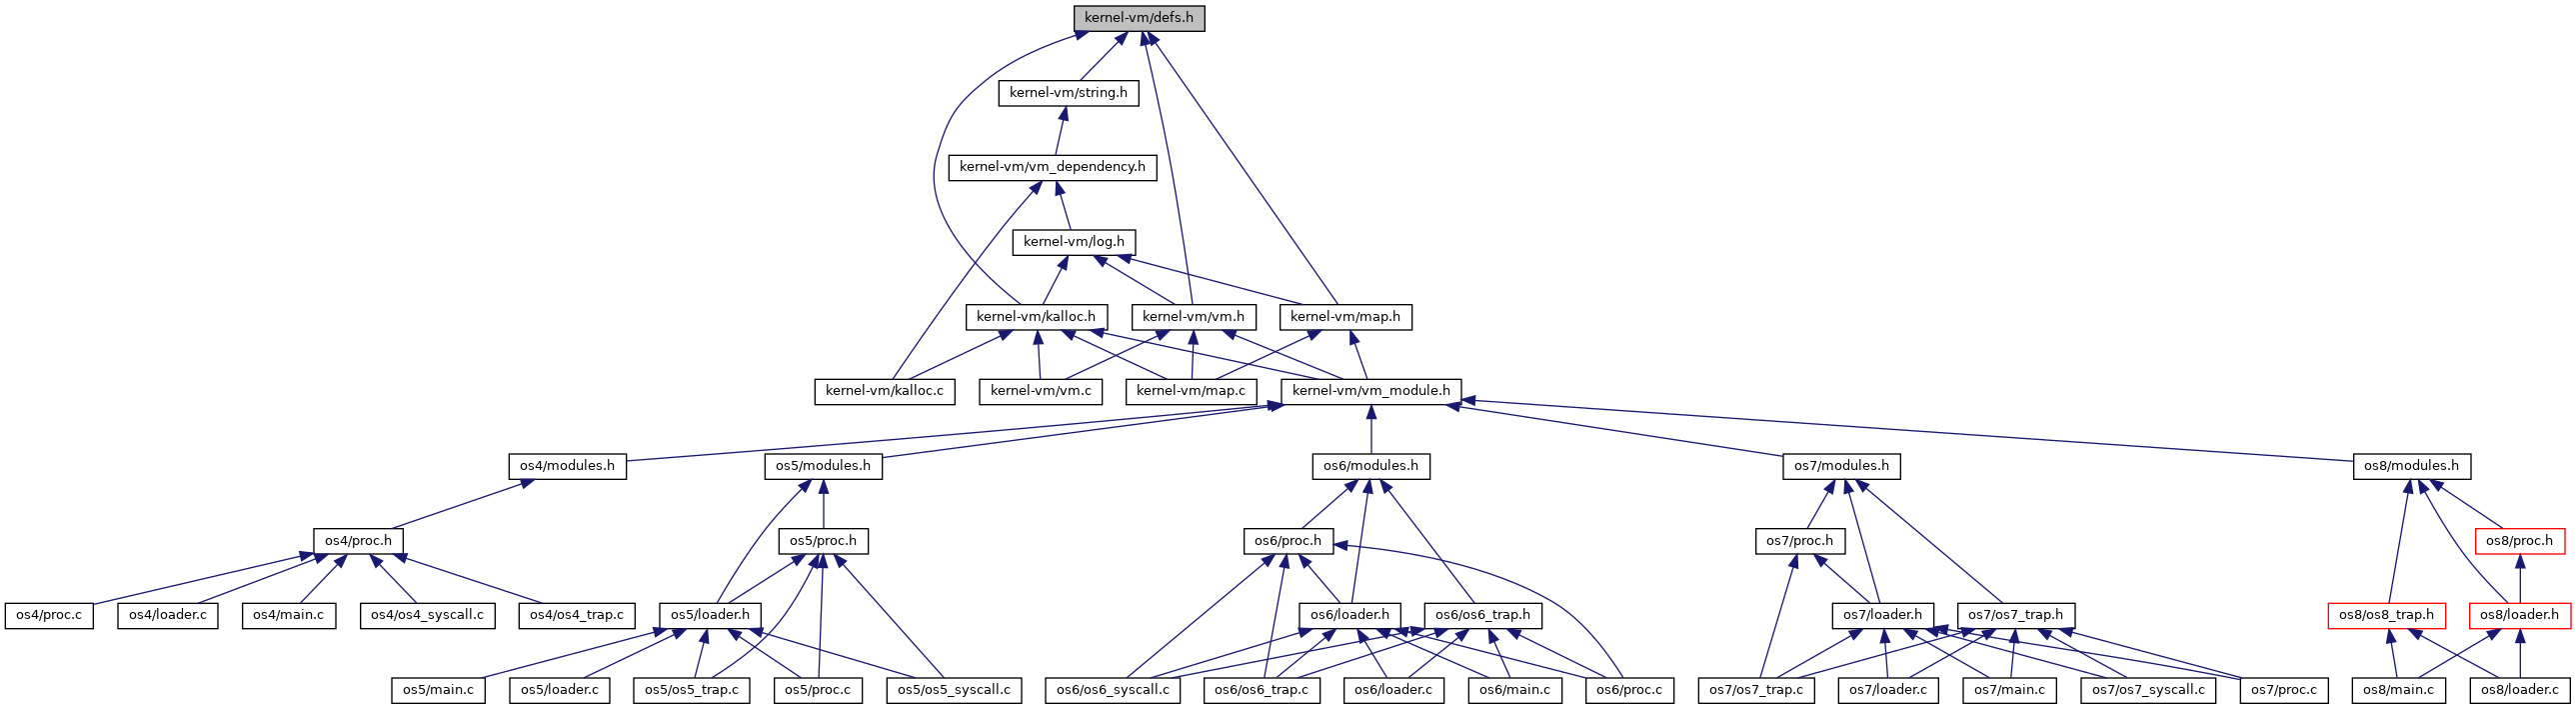 kernel-vm/defs.h
kernel-vm/string.h
kernel-vm/vm_dependency.h
kernel-vm/log.h
kernel-vm/kalloc.h
kernel-vm/vm.h
kernel-vm/map.h
kernel-vm/kalloc.c
kernel-vm/vm.c
kernel-vm/map.c
kernel-vm/vm_module.h
os4/modules.h
os5/modules.h
os6/modules.h
os7/modules.h
os8/modules.h
os4/proc.h
os5/proc.h
os6/proc.h
os7/proc.h
os8/proc.h
os4/proc.c
os4/loader.c
os4/main.c
os4/os4_syscall.c
os4/os4_trap.c
os5/loader.h
os6/loader.h
os6/os6_trap.h
os7/loader.h
os7/os7_trap.h
os8/os8_trap.h
os8/loader.h
os5/main.c
os5/loader.c
os5/os5_trap.c
os5/proc.c
os5/os5_syscall.c
os6/os6_syscall.c
os6/os6_trap.c
os6/loader.c
os6/main.c
os6/proc.c
os7/os7_trap.c
os7/loader.c
os7/main.c
os7/os7_syscall.c
os7/proc.c
os8/main.c
os8/loader.c